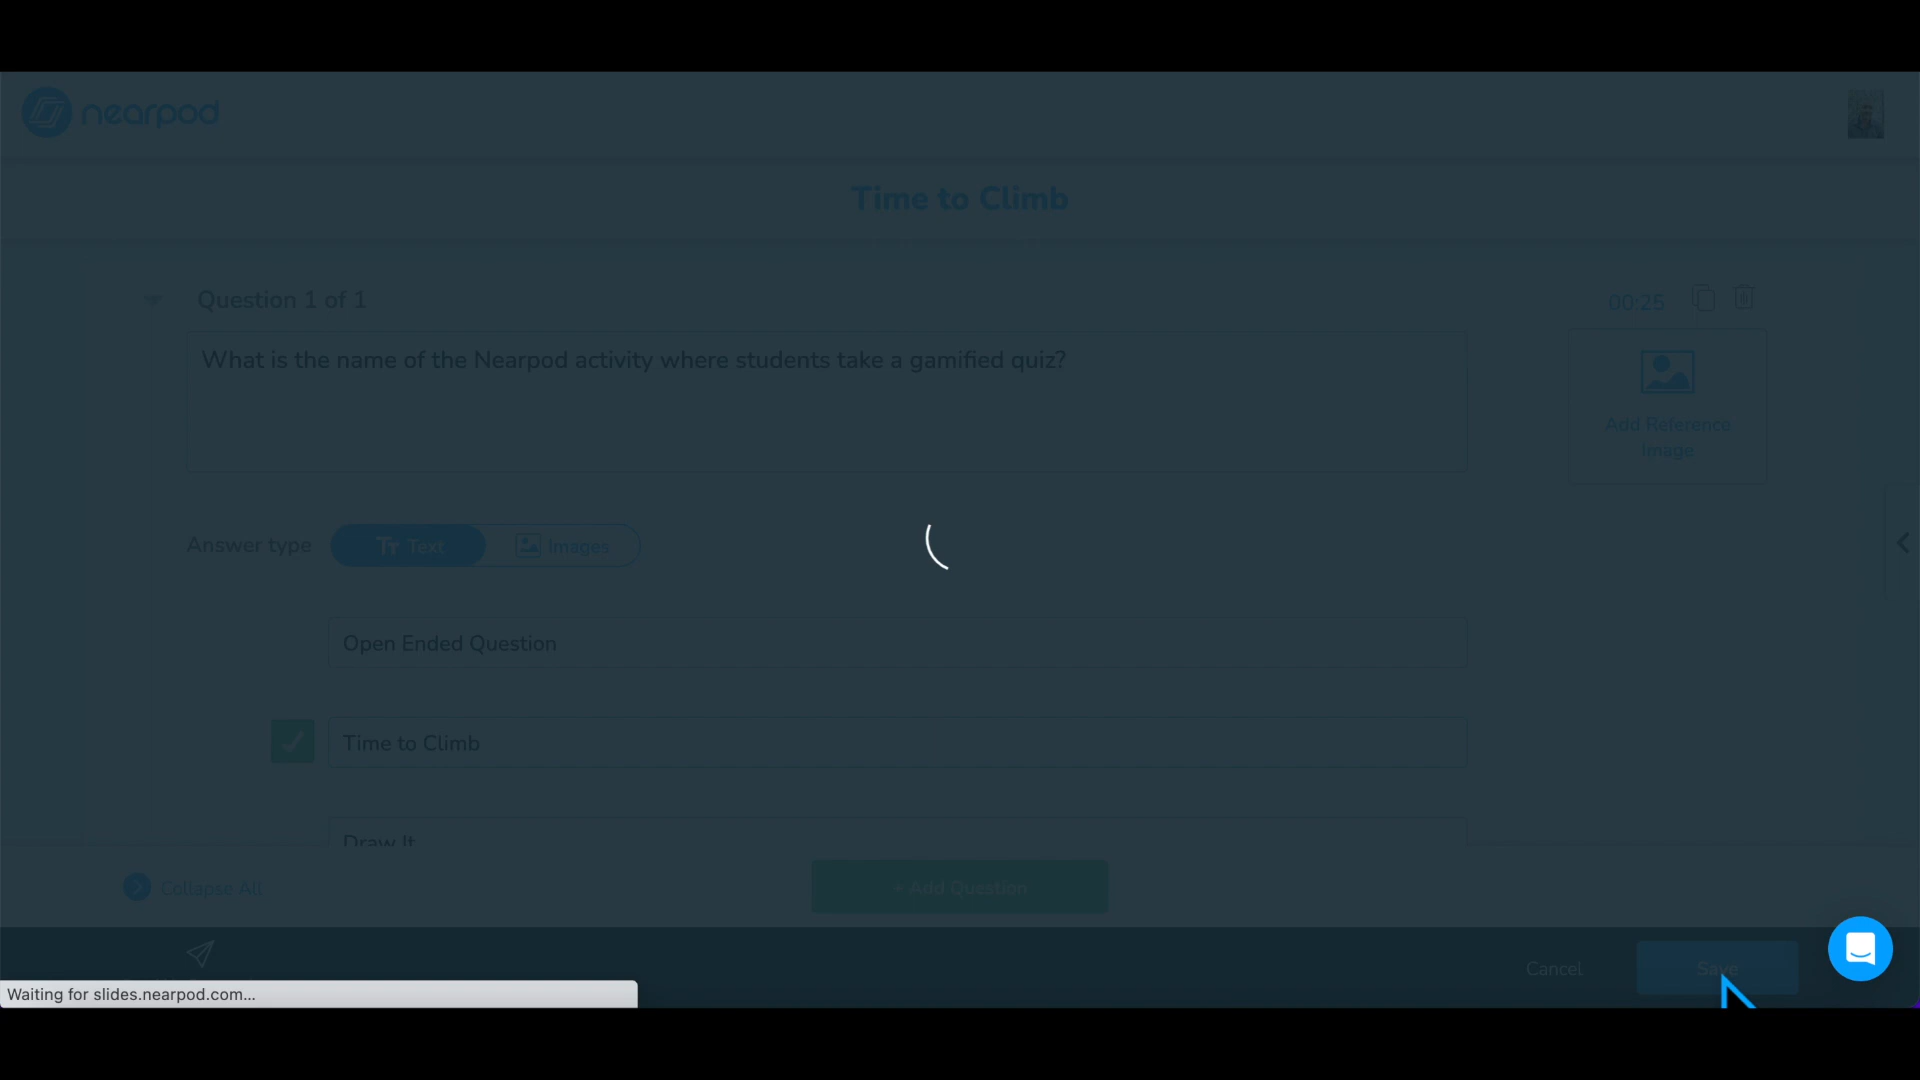 nearpod
Time to Climb
Question 1 of 1
00:25
What is the name of the Nearpod activity where students take a gamified quiz?
Add Reference
Image
Answer type
Text
Images
Open Ended Question
Time to Climb
Draw It
Collapse All
+ Add Question
Cancel
Save
Waiting for slides.nearpod.com...